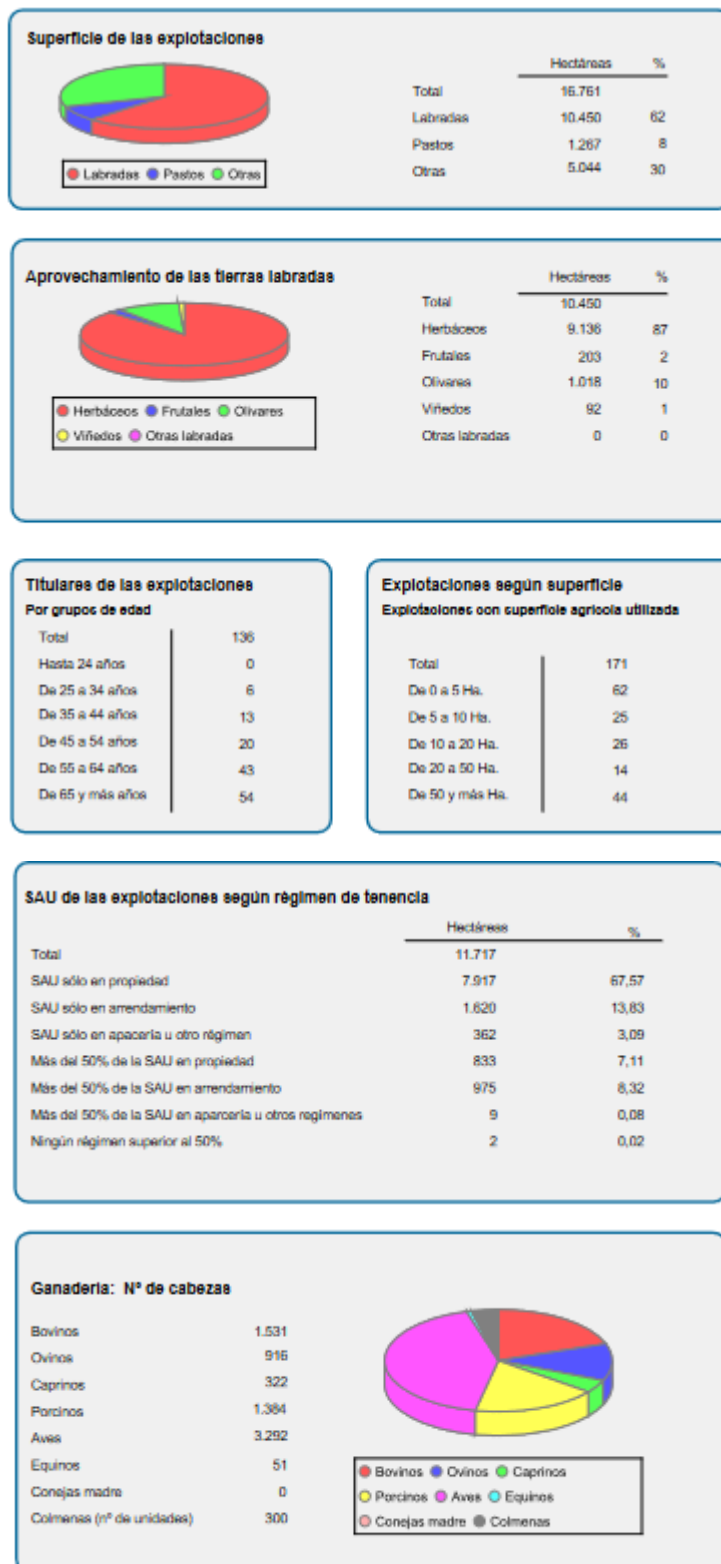 Superficie de las explotaciones
Hectáreas %
Total 16.761
Labradas 10.450 62
Pastos 1.267 8
Otras 5.044 30
Labradas Pastos Otras
Aprovechamiento de las tierras labradas
Hectáreas %
Total 10.450
Herbáceos 9.136 87
Frutales 203 2
Olivares 1.018 10
Viñedos 92 1
Otras labradas 0 0
Herbáceos Frutales Olivares
Viñedos Otras labradas
Titulares de las explotaciones
Por grupos de edad
Total 136
Hasta 24 años 0
De 25 a 34 años 6
De 35 a 44 años 13
De 45 a 54 años 20
De 55 a 64 años 43
De 65 y más años 54
Explotaciones según superficie
Explotaciones con superficie agrícola utilizada
Total 171
De 0 a 5 Ha. 62
De 5 a 10 Ha. 25
De 10 a 20 Ha. 26
De 20 a 50 Ha. 14
De 50 y más Ha. 44
SAU de las explotaciones según régimen de tenencia
Hectáreas %
Total 11.717
SAU sólo en propiedad 7.917 67,57
SAU sólo en arrendamiento 1.620 13,83
SAU sólo en apacería u otro régimen 362 3,09
Más del 50% de la SAU en propiedad 833 7,11
Más del 50% de la SAU en arrendamiento 975 8,32
Más del 50% de la SAU en aparcería u otros regímenes 9 0,08
Ningún régimen superior al 50% 2 0,02
Ganadería: Nº de cabezas
Bovinos 1.531
Ovinos 916
Caprinos 322
Porcinos 1.384
Aves 3.292
Equinos 51
Conejas madre 0
Colmenas (nº de unidades) 300
Bovinos Ovinos Caprinos
Porcinos Aves Equinos
Conejas madre Colmenas